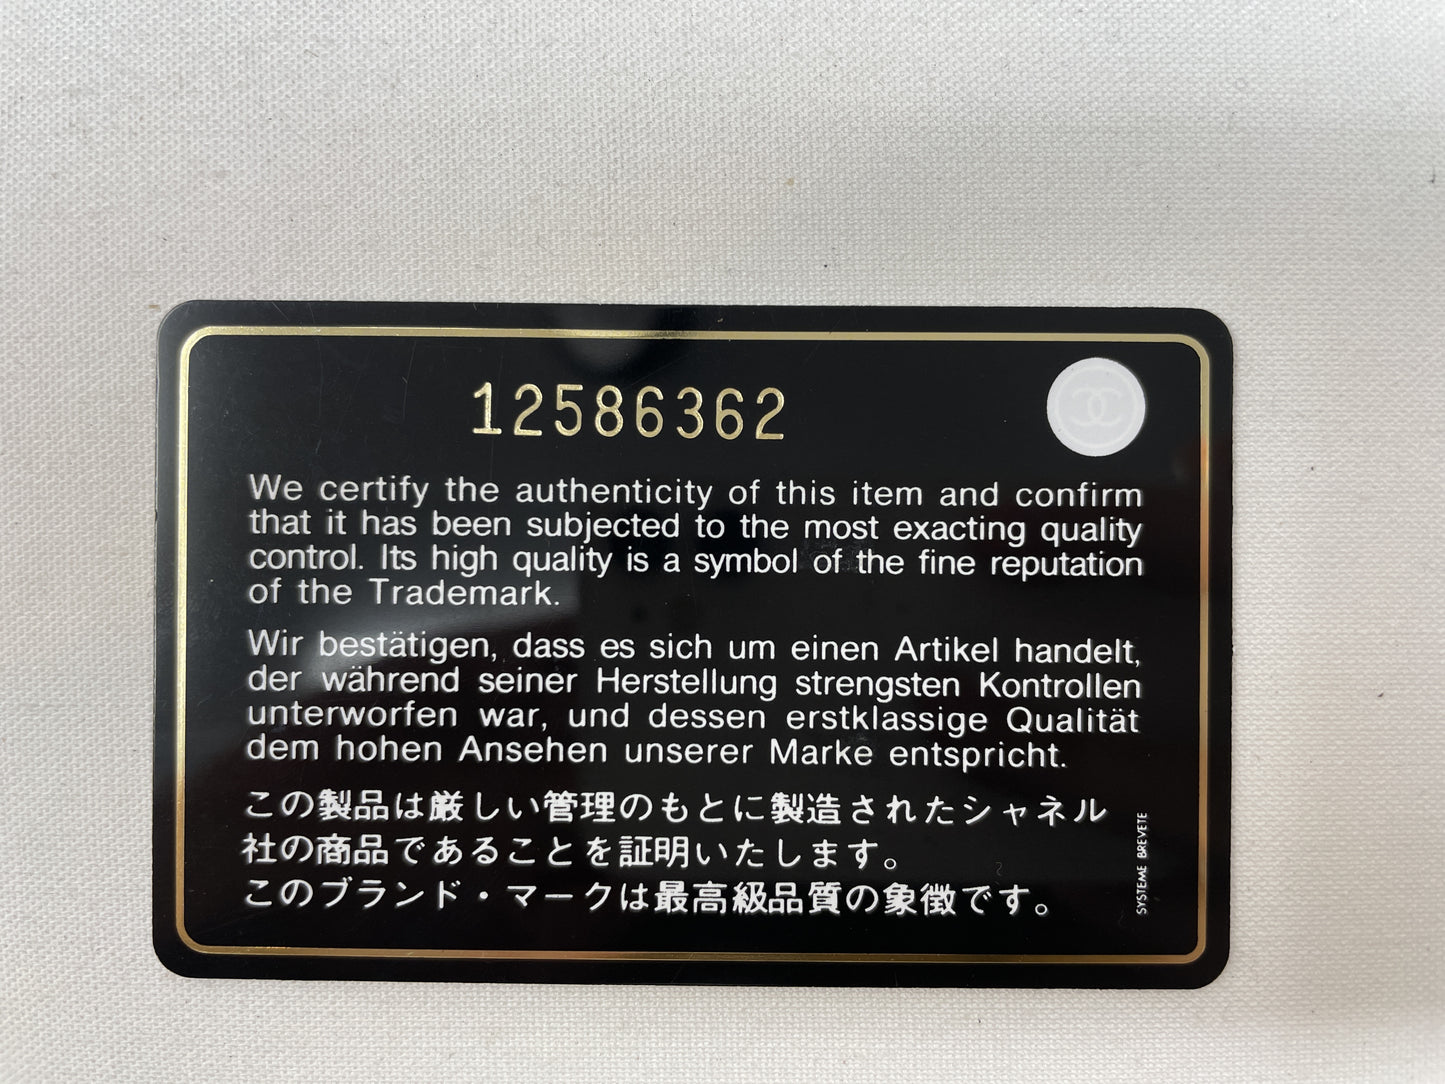 12586362
We certify the authenticity of this item and confirm
that it has been subjected to the most exacting quality
control. Its high quality is a symbol of the fine reputation
of the Trademark.
Wir bestätigen, dass es sich um einen Artikel handelt,
der während seiner Herstellung strengsten Kontrollen
unterworfen war, und dessen erstklassige Qualität
dem hohen Ansehen unserer Marke entspricht.
この製品は厳しい管理のもとに製造されたシャネル
社の商品であることを証明いたします。
このブランド・マークは最高級品質の象徴です。
SYSTEME BREVETE